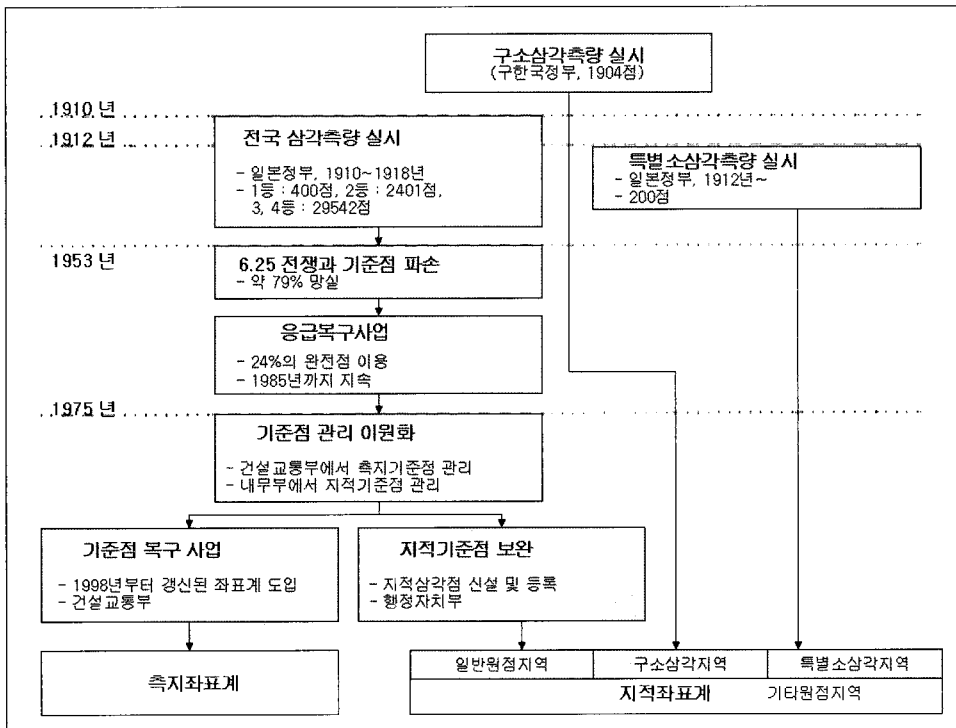 구소삼각측량 실시
(구한국정부, 1904점)
1910 년
1912 년
전국 삼각측량 실시
- 일본정부, 1910~1918년
- 1등 : 400점, 2등 : 2401점,
3, 4등 : 29542점
특별소삼각측량 실시
- 일본정부, 1912년~
- 200점
1953 년
6.25 전쟁과 기준점 파손
- 약 79% 망실
응급복구사업
- 24%의 완전점 이용
- 1985년까지 지속
1975 년
기준점 관리 이원화
- 건설교통부에서 측지기준점 관리
- 내무부에서 지적기준점 관리
기준점 복구 사업
- 1998년부터 갱신된 좌표계 도입
- 건설교통부
지적기준점 보완
- 지적삼각점 신설 및 등록
- 행정자치부
측지좌표계
일반원점지역 구소삼각지역 특별소삼각지역
지적좌표계 기타원점지역